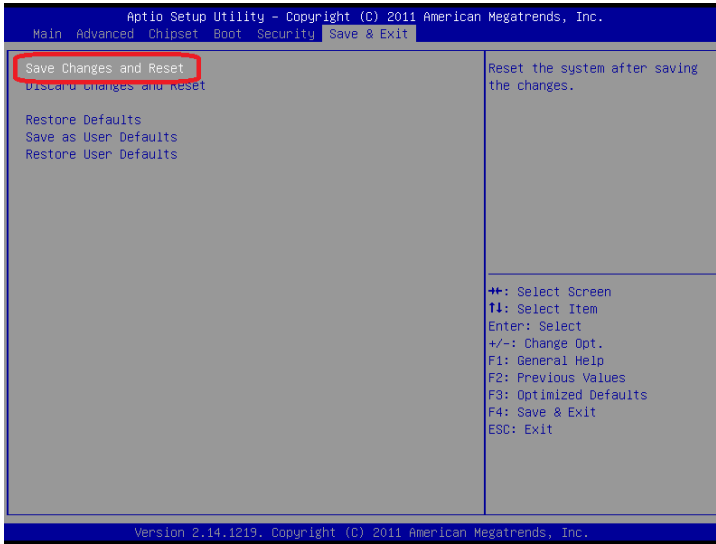 Aptio Setup Utility – Copyright (C) 2011 American Megatrends, Inc.
Main Advanced Chipset Boot Security Save & Exit
Save Changes and Reset
Discard Changes and Reset
Restore Defaults
Save as User Defaults
Restore User Defaults
Reset the system after saving
the changes.
→←: Select Screen
↑↓: Select Item
Enter: Select
+/-: Change Opt.
F1: General Help
F2: Previous Values
F3: Optimized Defaults
F4: Save & Exit
ESC: Exit
Version 2.14.1219. Copyright (C) 2011 American Megatrends, Inc.